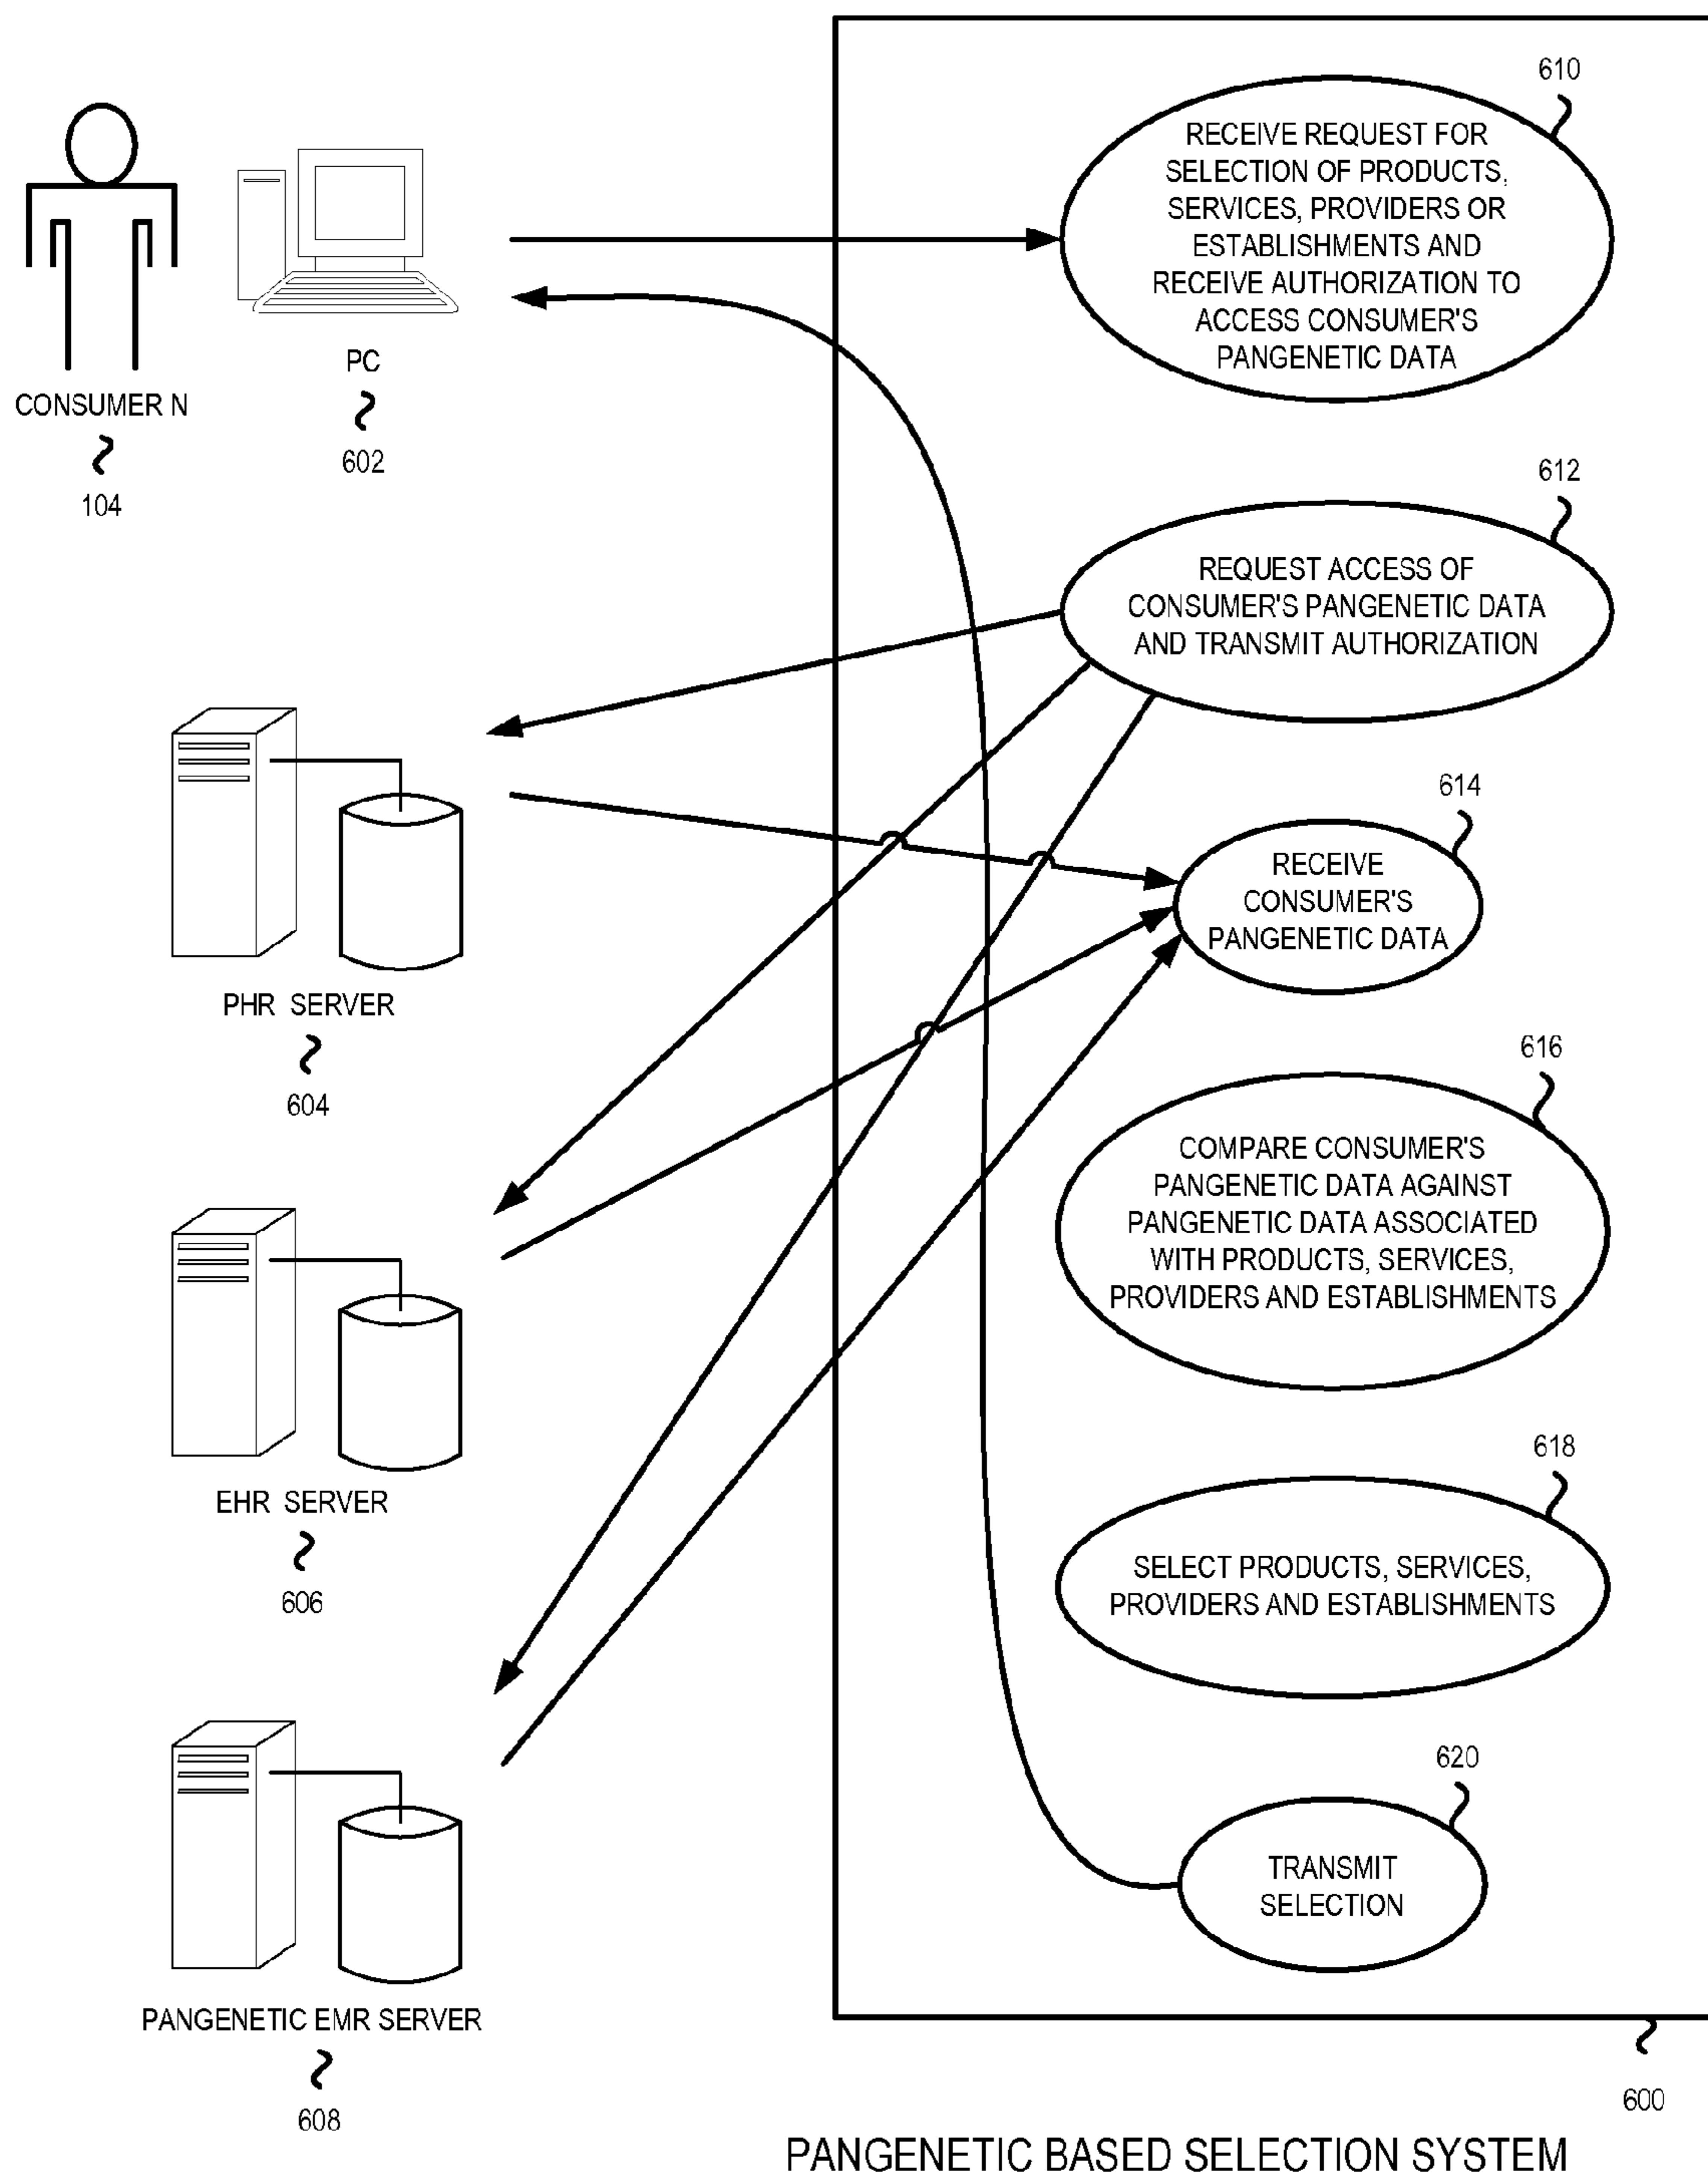 610
RECEIVE REQUEST FOR
SELECTION OF PRODUCTS,
SERVICES, PROVIDERS OR
ESTABLISHMENTS AND
RECEIVE AUTHORIZATION TO
ACCESS CONSUMER'S
PANGENETIC DATA
PC
602
CONSUMER N
104
612
REQUEST ACCESS OF
CONSUMER'S PANGENETIC DATA
AND TRANSMIT AUTHORIZATION
614
RECEIVE
CONSUMER'S
PANGENETIC DATA
PHR SERVER
604
616
COMPARE CONSUMER'S
PANGENETIC DATA AGAINST
PANGENETIC DATA ASSOCIATED
WITH PRODUCTS, SERVICES,
PROVIDERS AND ESTABLISHMENTS
EHR SERVER
606
618
SELECT PRODUCTS, SERVICES,
PROVIDERS AND ESTABLISHMENTS
620
TRANSMIT
SELECTION
PANGENETIC EMR SERVER
608
600
PANGENETIC BASED SELECTION SYSTEM